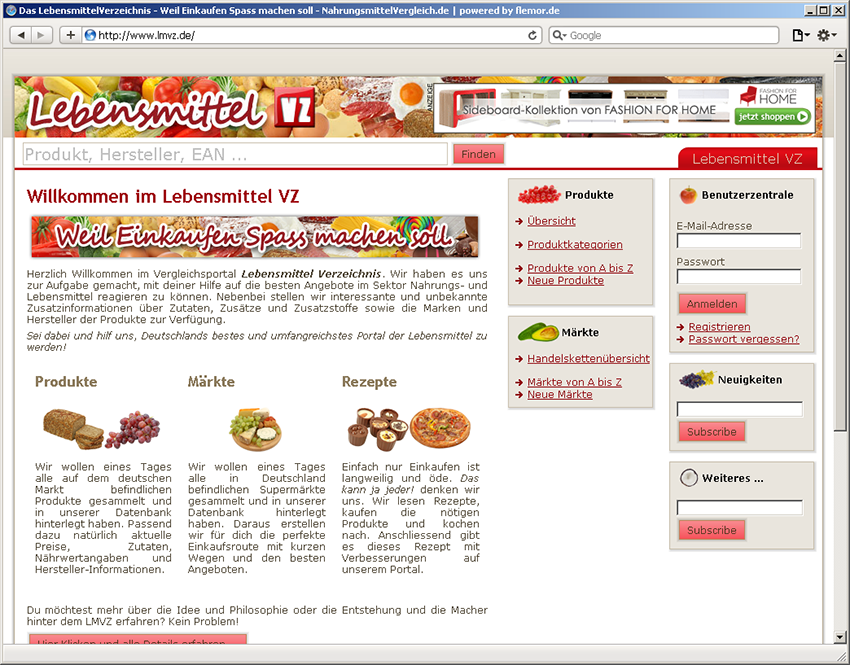 Das LebensmittelVerzeichnis - Weil Einkaufen Spass machen soll - NahrungsmittelVergleich.de | powered by flemor.de
http://www.lmvz.de/
Google
Lebensmittel VZ
ANZEIGE
Sideboard-Kollektion von FASHION FOR HOME
FASHION FOR
HOME
jetzt shoppen
Produkt, Hersteller, EAN ...
Finden
Lebensmittel VZ
Willkommen im Lebensmittel VZ
Weil Einkaufen Spass machen soll
Herzlich Willkommen im Vergleichsportal Lebensmittel Verzeichnis. Wir haben es uns
zur Aufgabe gemacht, mit deiner Hilfe auf die besten Angebote im Sektor Nahrungs- und
Lebensmittel reagieren zu können. Nebenbei stellen wir interessante und unbekannte
Zusatzinformationen über Zutaten, Zusätze und Zusatzstoffe sowie die Marken und
Hersteller der Produkte zur Verfügung.
Sei dabei und hilf uns, Deutschlands bestes und umfangreichstes Portal der Lebensmittel zu
werden!
Produkte
Wir wollen eines Tages
alle auf dem deutschen
Markt befindlichen
Produkte gesammelt und
in unserer Datenbank
hinterlegt haben. Passend
dazu natürlich aktuelle
Preise, Zutaten,
Nährwertangaben und
Hersteller-Informationen.
Märkte
Wir wollen eines Tages
alle in Deutschland
befindlichen Supermärkte
gesammelt und in unserer
Datenbank hinterlegt
haben. Daraus erstellen
wir für dich die perfekte
Einkaufsroute mit kurzen
Wegen und den besten
Angeboten.
Rezepte
Einfach nur Einkaufen ist
langweilig und öde. Das
kann ja jeder! denken wir
uns. Wir lesen Rezepte,
kaufen die nötigen
Produkte und kochen
nach. Anschliessend gibt
es dieses Rezept mit
Verbesserungen auf
unserem Portal.
Du möchtest mehr über die Idee und Philosophie oder die Entstehung und die Macher
hinter dem LMVZ erfahren? Kein Problem!
Hier Klicken und alle Details erfahren
Produkte
Übersicht
Produktkategorien
Produkte von A bis Z
Neue Produkte
Märkte
Handelskettenübersicht
Märkte von A bis Z
Neue Märkte
Benutzerzentrale
E-Mail-Adresse
Passwort
Anmelden
Registrieren
Passwort vergessen?
Neuigkeiten
Subscribe
Weiteres ...
Subscribe